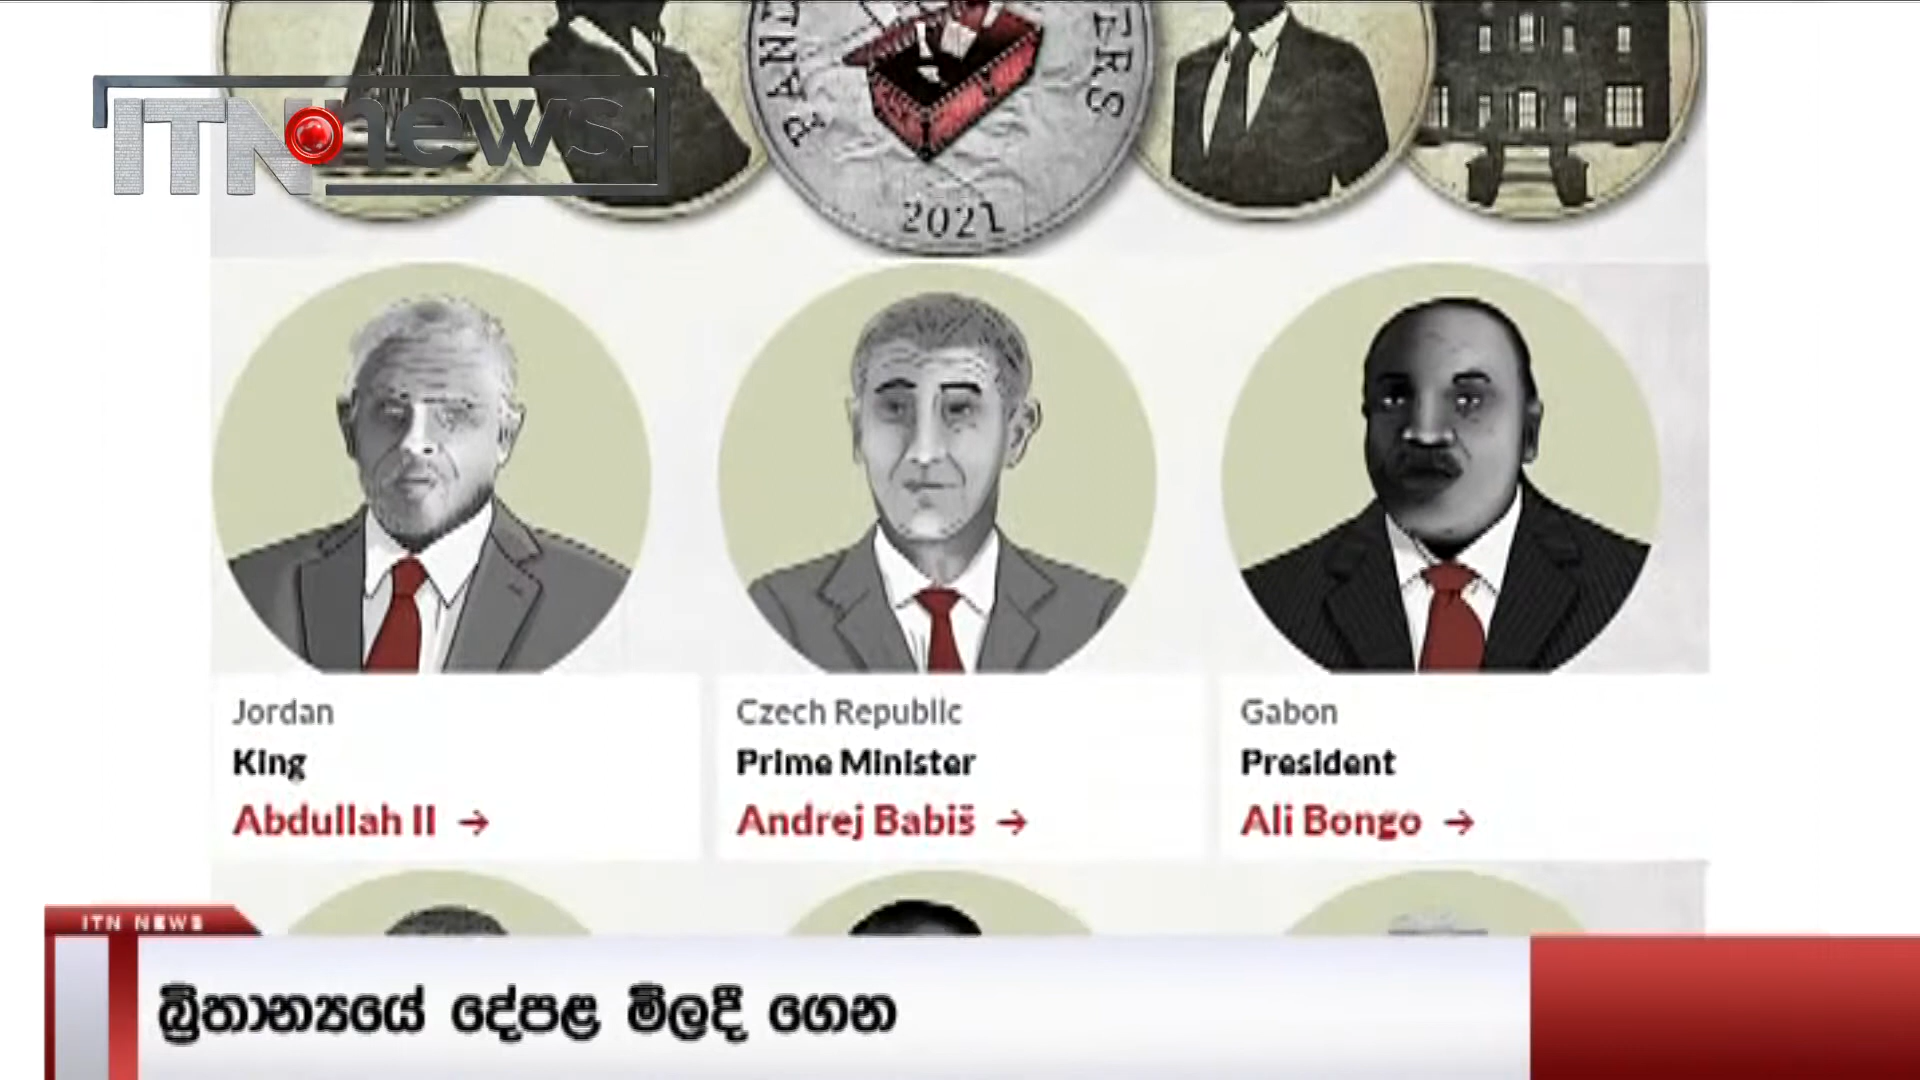 ITN news.
PAND ERS
2021
Jordan
King
Abdullah II →
Czech Republic
Prime Minister
Andrej Babiš →
Gabon
President
Ali Bongo →
ITN NEWS
බ්‍රිතාන්‍යයේ දේපළ මිලදී ගෙන